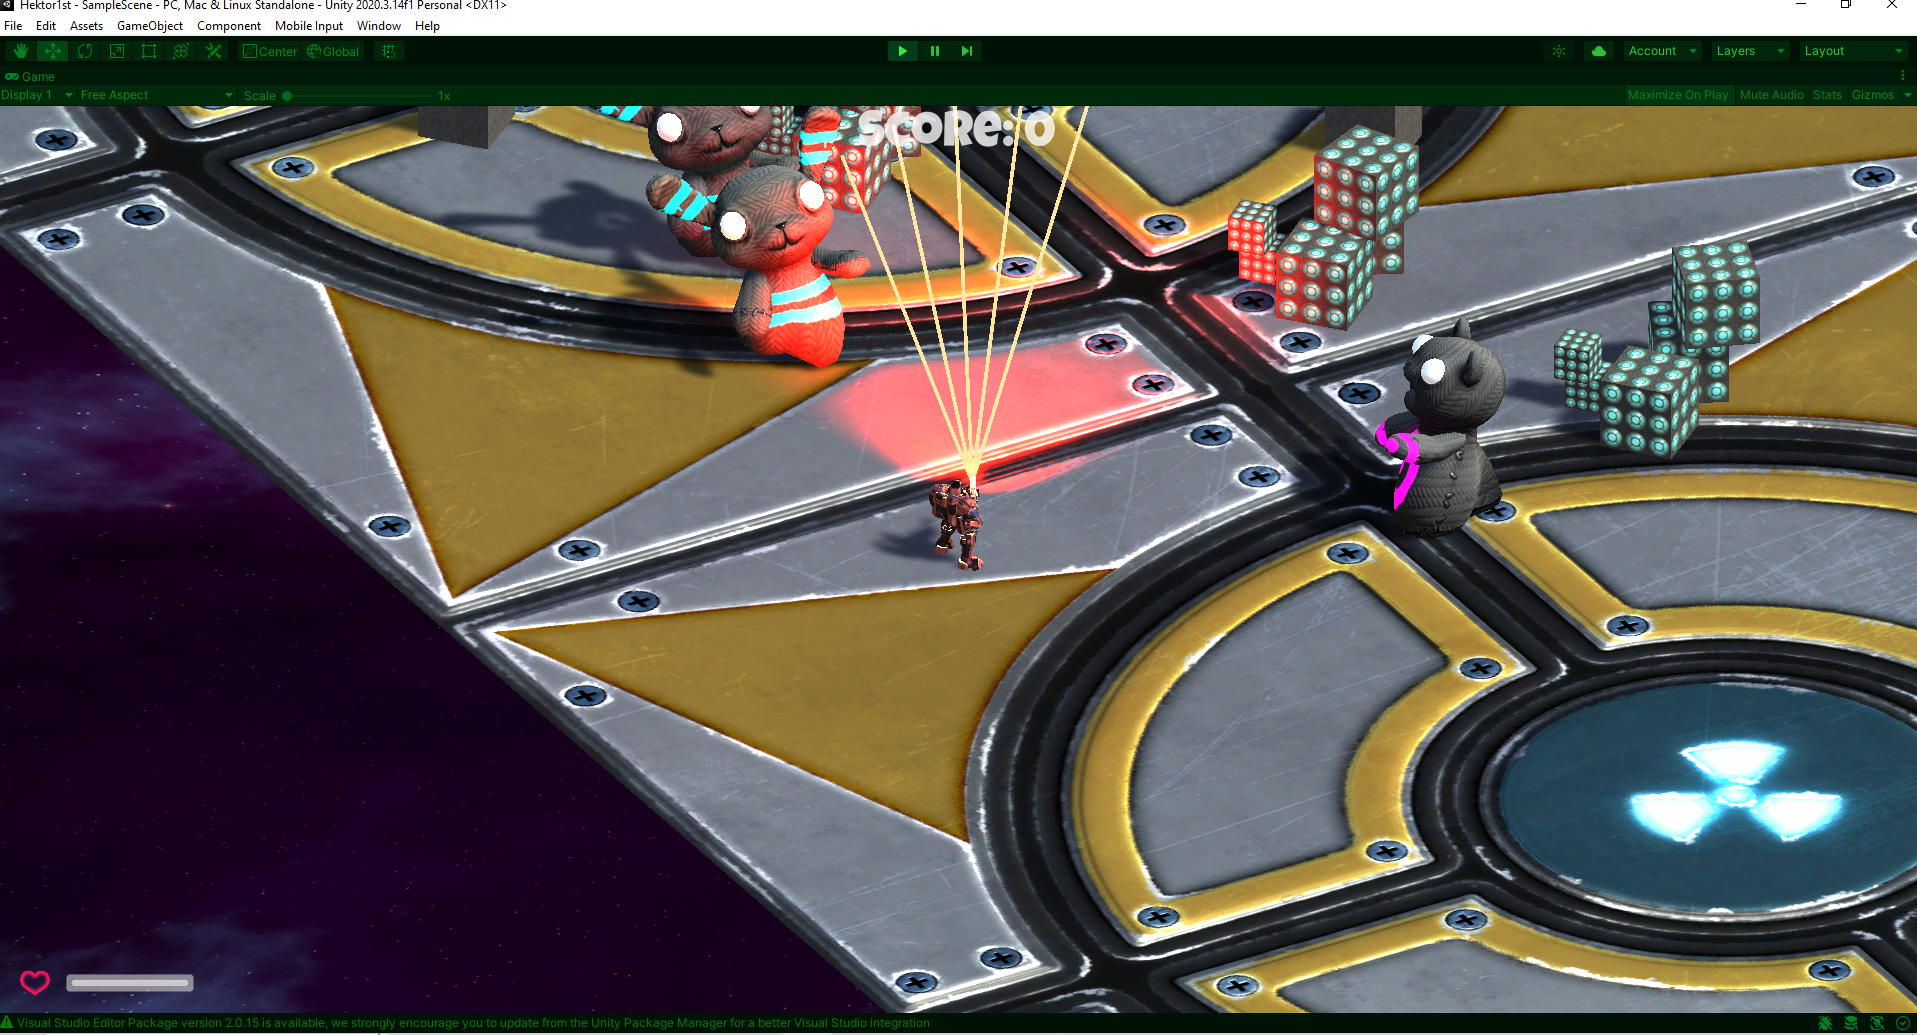 Hektor1st - SampleScene - PC, Mac & Linux Standalone - Unity 2020.3.14f1 Personal <DX11>
File Edit Assets GameObject Component Mobile Input Window Help
Center Global Account Layers Layout
Game
Display 1 Free Aspect Scale 1x Maximize On Play Mute Audio Stats Gizmos
SCORE: 0
Visual Studio Editor Package version 2.0.15 is available, we strongly encourage you to update from the Unity Package Manager for a better Visual Studio integration